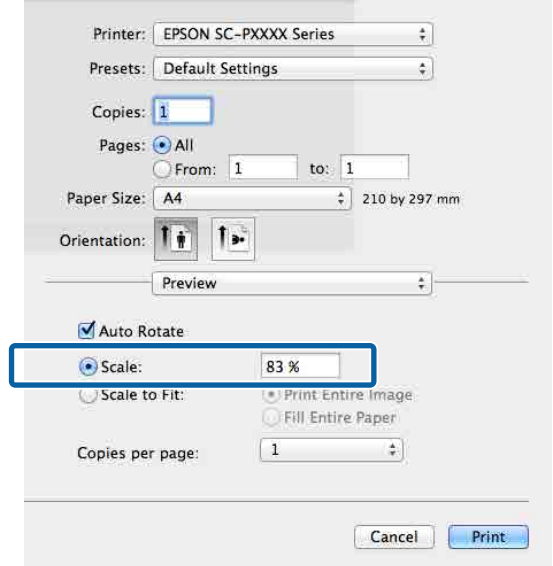 Printer: EPSON SC-PXXXX Series
Presets: Default Settings
Copies: 1
Pages: All
From: 1 to: 1
Paper Size: A4 210 by 297 mm
Orientation:
Preview
Auto Rotate
Scale: 83 %
Scale to Fit: Print Entire Image
Fill Entire Paper
Copies per page: 1
Cancel Print